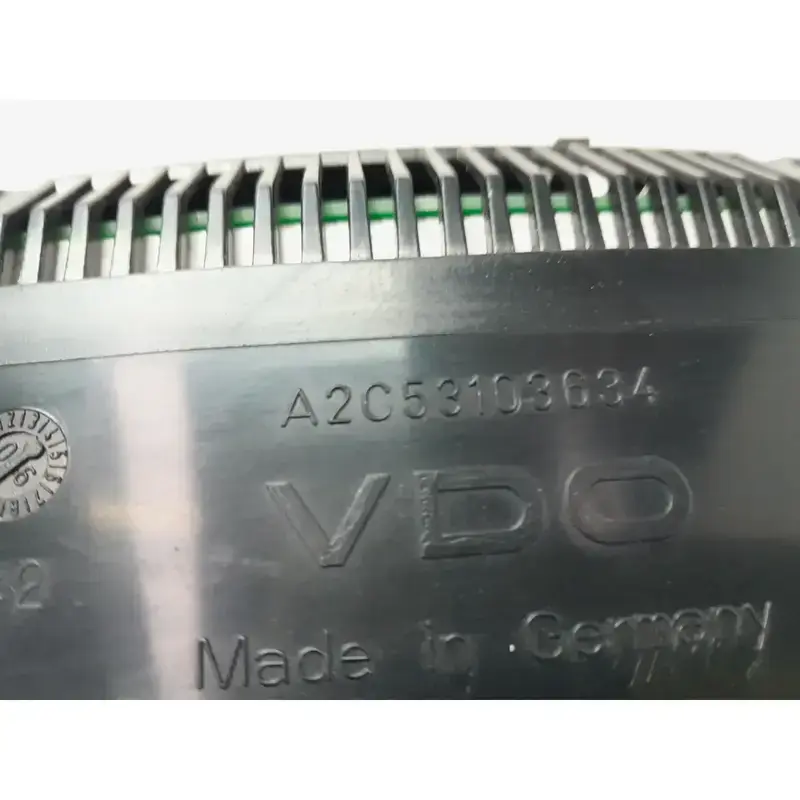 A2C53103634
VDO
Made in Germany